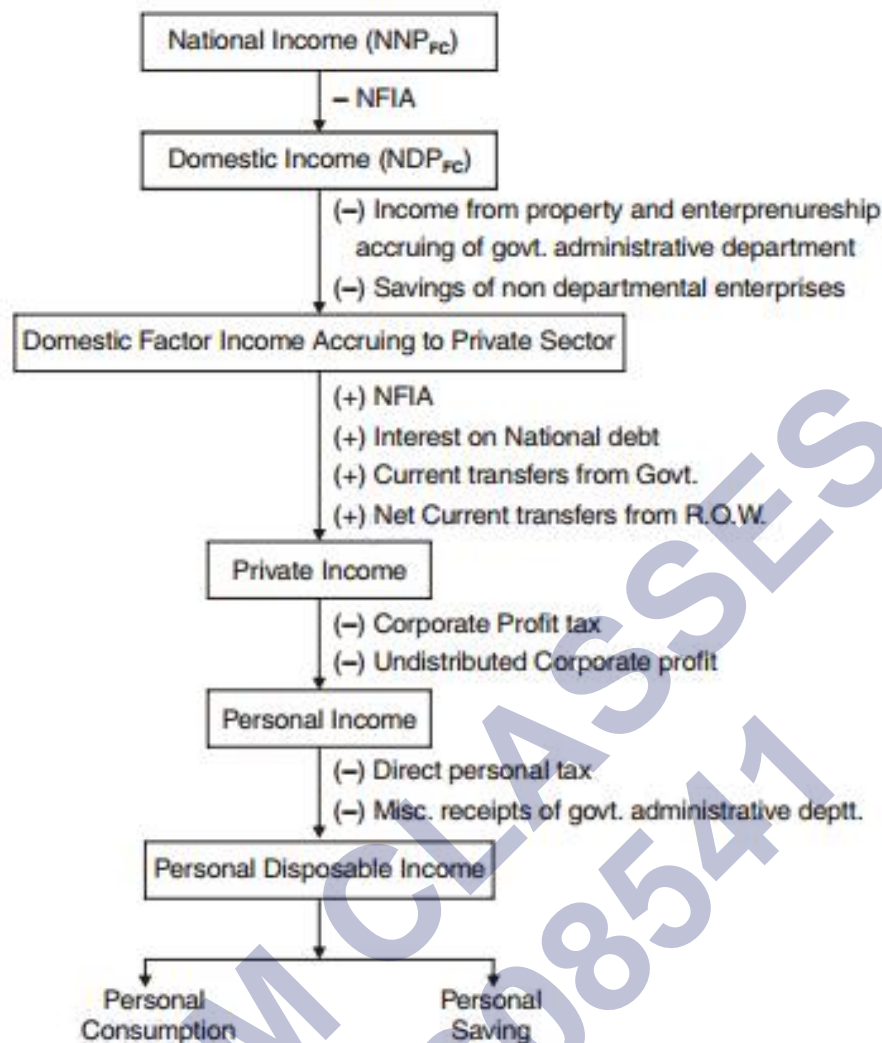 National Income (NNPFC)
– NFIA
Domestic Income (NDPFC)
(–) Income from property and enterprenureship
accruing of govt. administrative department
(–) Savings of non departmental enterprises
Domestic Factor Income Accruing to Private Sector
(+) NFIA
(+) Interest on National debt
(+) Current transfers from Govt.
(+) Net Current transfers from R.O.W.
Private Income
(–) Corporate Profit tax
(–) Undistributed Corporate profit
Personal Income
(–) Direct personal tax
(–) Misc. receipts of govt. administrative deptt.
Personal Disposable Income
Personal
Consumption
Personal
Saving
M CLASSES
08541